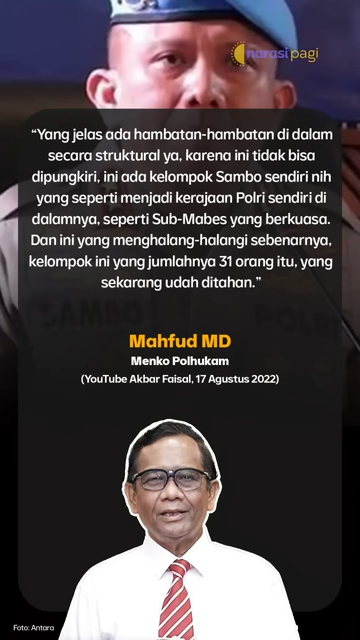 narasi pagi
“Yang jelas ada hambatan-hambatan di dalam
secara struktural ya, karena ini tidak bisa
dipungkiri, ini ada kelompok Sambo sendiri nih
yang seperti menjadi kerajaan Polri sendiri di
dalamnya, seperti Sub-Mabes yang berkuasa.
Dan ini yang menghalang-halangi sebenarnya,
kelompok ini yang jumlahnya 31 orang itu, yang
sekarang udah ditahan.”
SAMBO
POLRI
Mahfud MD
Menko Polhukam
(YouTube Akbar Faisal, 17 Agustus 2022)
Foto: Antara